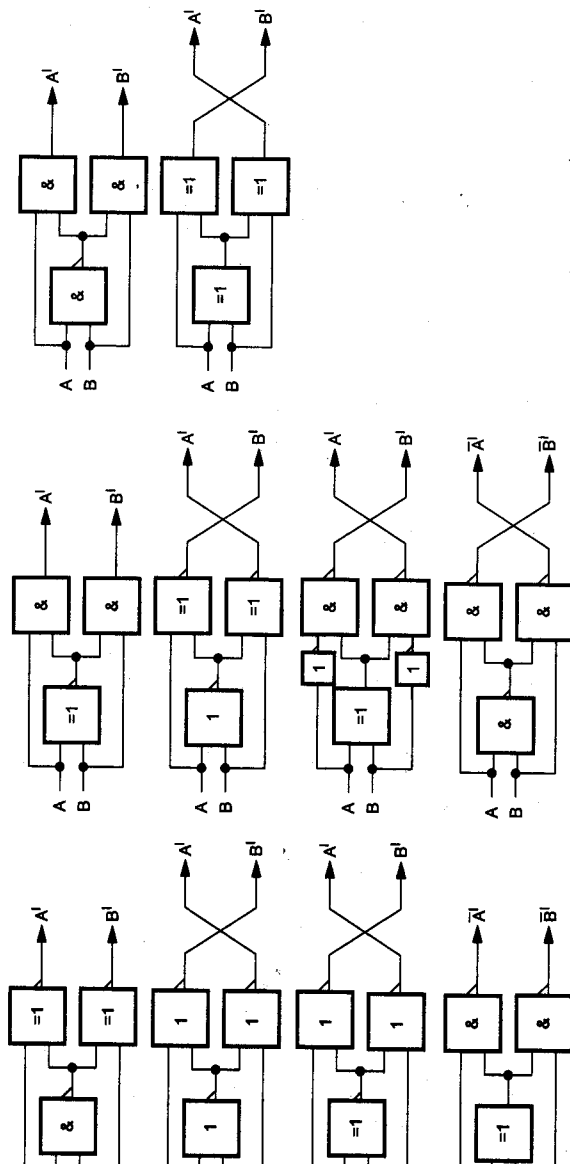 A' B' A' B'
& & =1 =1
& =1
A B A B
A' B' A' B' A' B' A̅' B̅'
& & =1 =1 & & & &
1 1
=1 1 =1 &
A B A B A B A B
A' B' A' B' A' B' A̅' B̅'
=1 =1 1 1 1 1 & &
& 1 =1 =1